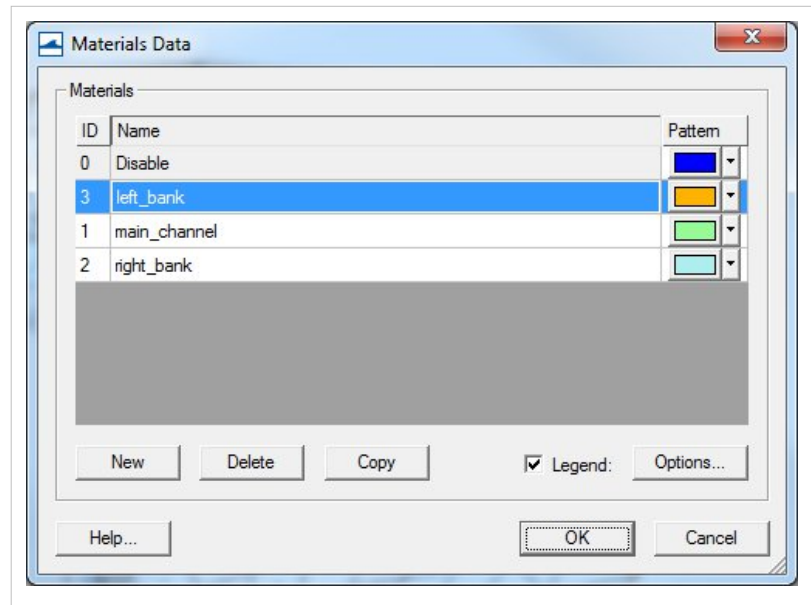 Materials Data
Materials
ID Name Pattern
0 Disable
3 left_bank
1 main_channel
2 right_bank
New Delete Copy Legend: Options...
Help... OK Cancel